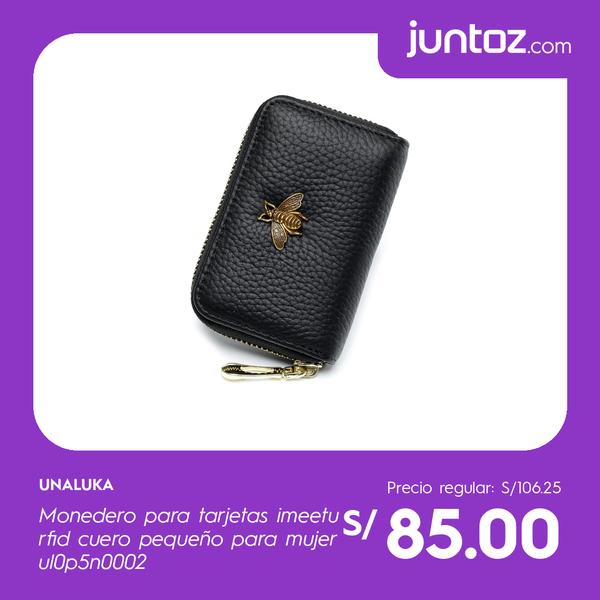 juntoz.com
UNALUKA
Monedero para tarjetas imeetu
rfid cuero pequeño para mujer
ul0p5n0002
Precio regular: S/106.25
S/ 85.00